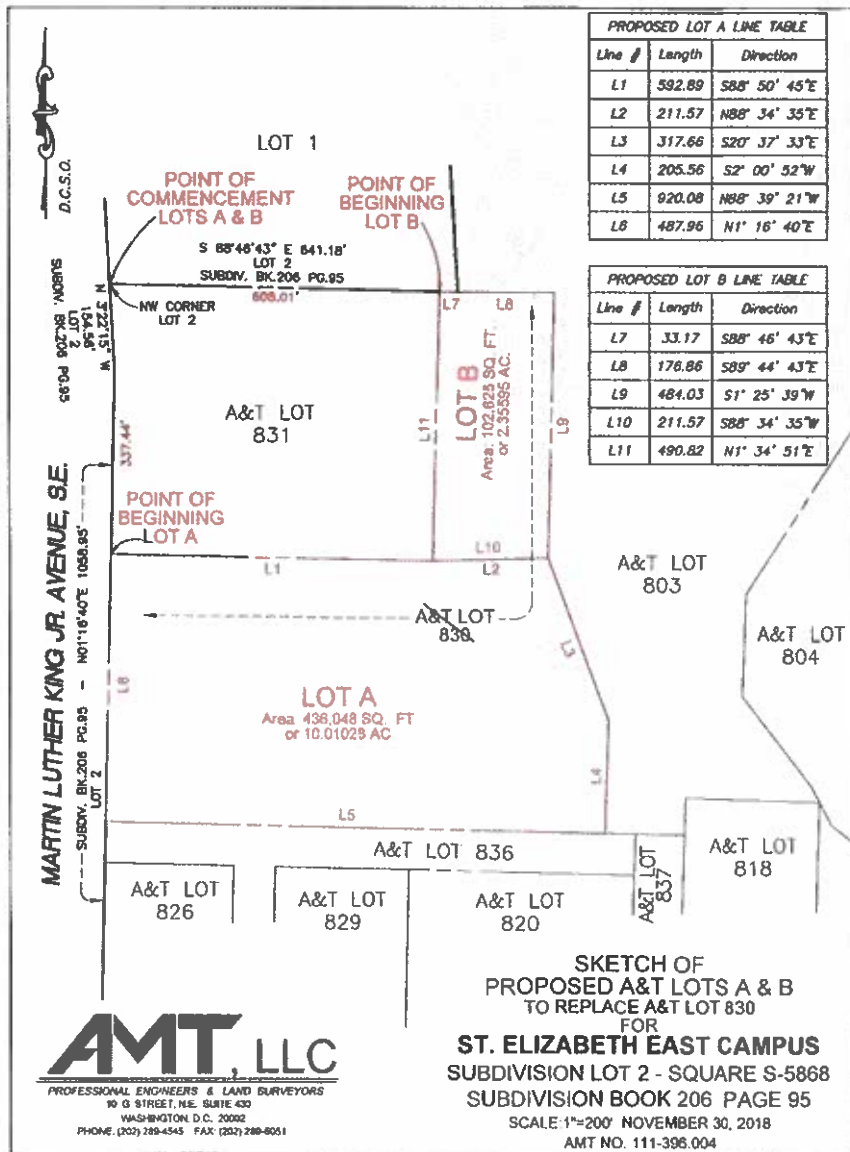 PROPOSED LOT A LINE TABLE
Line # Length Direction
L1 592.89 S88° 50' 45"E
L2 211.57 N88° 34' 35"E
L3 317.66 S20° 37' 33"E
L4 205.56 S2° 00' 52"W
L5 920.08 N88° 39' 21"W
L6 487.96 N1° 16' 40"E
PROPOSED LOT B LINE TABLE
Line # Length Direction
L7 33.17 S88° 46' 43"E
L8 176.86 S89° 44' 43"E
L9 484.03 S1° 25' 39"W
L10 211.57 S88° 34' 35"W
L11 490.82 N1° 34' 51"E
D.C.S.O.
LOT 1
POINT OF
COMMENCEMENT
LOTS A & B
POINT OF
BEGINNING
LOT B
S 88°46'43" E 641.18'
LOT 2
SUBDIV. BK.206 PG.95
608.01'
NW CORNER
LOT 2
N 3°22'15" W
154.56'
LOT 2
SUBDIV. BK.206 PG.95
L7
L8
A&T LOT
831
337.44'
L11
LOT B
Area: 102,625 SQ. FT.
or 2.35595 AC.
L9
POINT OF
BEGINNING
LOT A
L1
L10
L2
A&T LOT
830
L3
A&T LOT
803
A&T LOT
804
MARTIN LUTHER KING JR. AVENUE, S.E.
SUBDIV. BK.206 PG.95 - N01°16'40"E 1058.95'
LOT 2
L6
LOT A
Area 436,048 SQ. FT
or 10.01028 AC
L4
L5
A&T LOT 836
A&T LOT
826
A&T LOT
829
A&T LOT
820
A&T LOT
837
A&T LOT
818
SKETCH OF
PROPOSED A&T LOTS A & B
TO REPLACE A&T LOT 830
FOR
ST. ELIZABETH EAST CAMPUS
SUBDIVISION LOT 2 - SQUARE S-5868
SUBDIVISION BOOK 206 PAGE 95
SCALE:1"=200' NOVEMBER 30, 2018
AMT NO. 111-396.004
AMT, LLC
PROFESSIONAL ENGINEERS & LAND SURVEYORS
10 G STREET, N.E. SUITE 430
WASHINGTON, D.C. 20002
PHONE: (202) 289-4545 FAX: (202) 289-6051